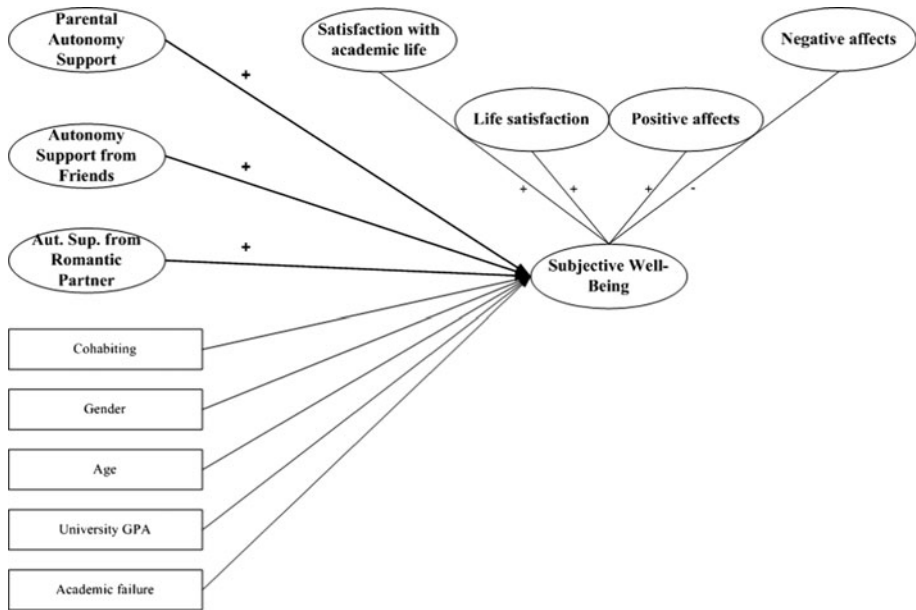 Parental
Autonomy
Support
+
Autonomy
Support from
Friends
+
Aut. Sup. from
Romantic
Partner
+
Satisfaction with
academic life
Negative affects
Life satisfaction
Positive affects
+
+
+
-
Subjective Well-
Being
Cohabiting
Gender
Age
University GPA
Academic failure